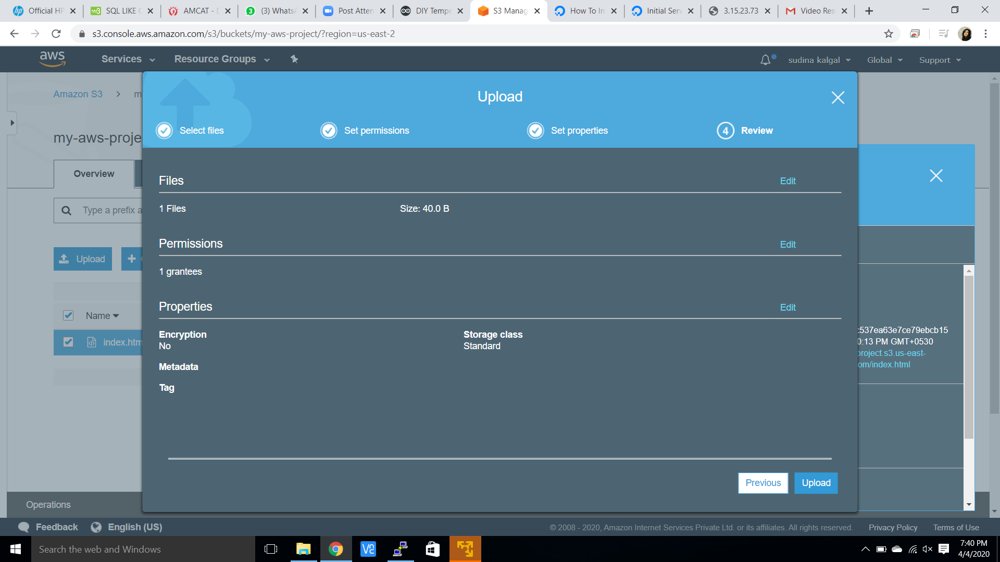 Official HP
SQL LIKE
AMCAT -
(3) Whats
Post Atten
DIY Tempe
S3 Manag
How To In
Initial Serv
3.15.23.73
Video Res
s3.console.aws.amazon.com/s3/buckets/my-aws-project/?region=us-east-2
aws
Services
Resource Groups
sudina kalgal
Global
Support
Amazon S3 > m
Upload
Select files
Set permissions
Set properties
4 Review
my-aws-proje
Overview
Type a prefix a
Upload
Name
index.htm
Files
Edit
1 Files
Size: 40.0 B
Permissions
Edit
1 grantees
Properties
Edit
Encryption
No
Storage class
Standard
Metadata
Tag
Previous
Upload
c537ea63e7ce79ebcb15
0:13 PM GMT+0530
project.s3.us-east-
om/index.html
Operations
Feedback
English (US)
© 2008 - 2020, Amazon Internet Services Private Ltd. or its affiliates. All rights reserved.
Privacy Policy
Terms of Use
Search the web and Windows
7:40 PM
4/4/2020